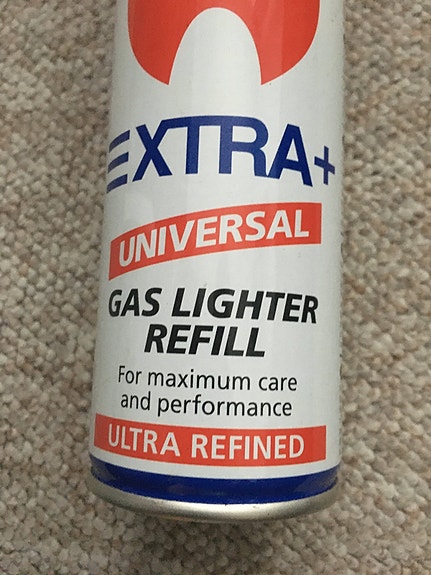 EXTRA+
UNIVERSAL
GAS LIGHTER
REFILL
For maximum care
and performance
ULTRA REFINED